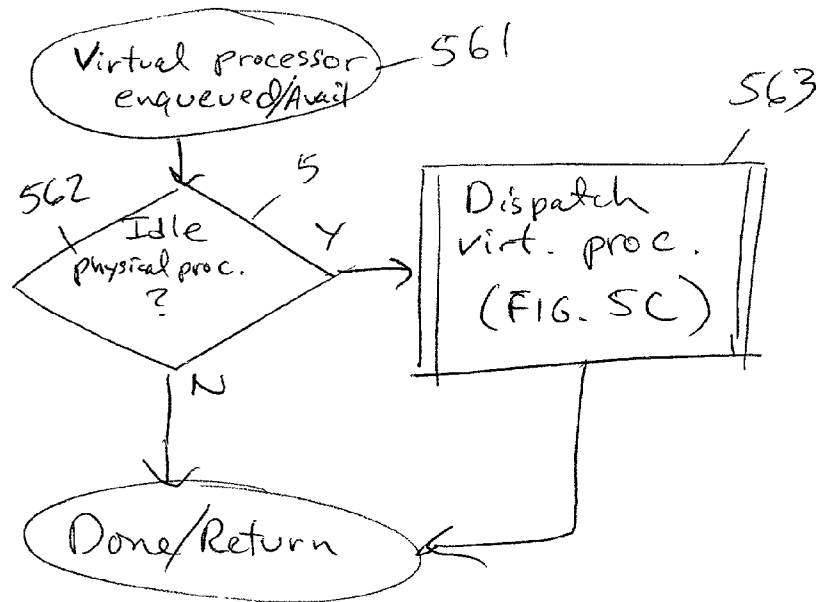 Virtual processor
enqueued/Avail
561
562
5
Idle
physical proc.
?
Y
563
Dispatch
virt. proc.
(FIG. 5C)
N
Done/Return